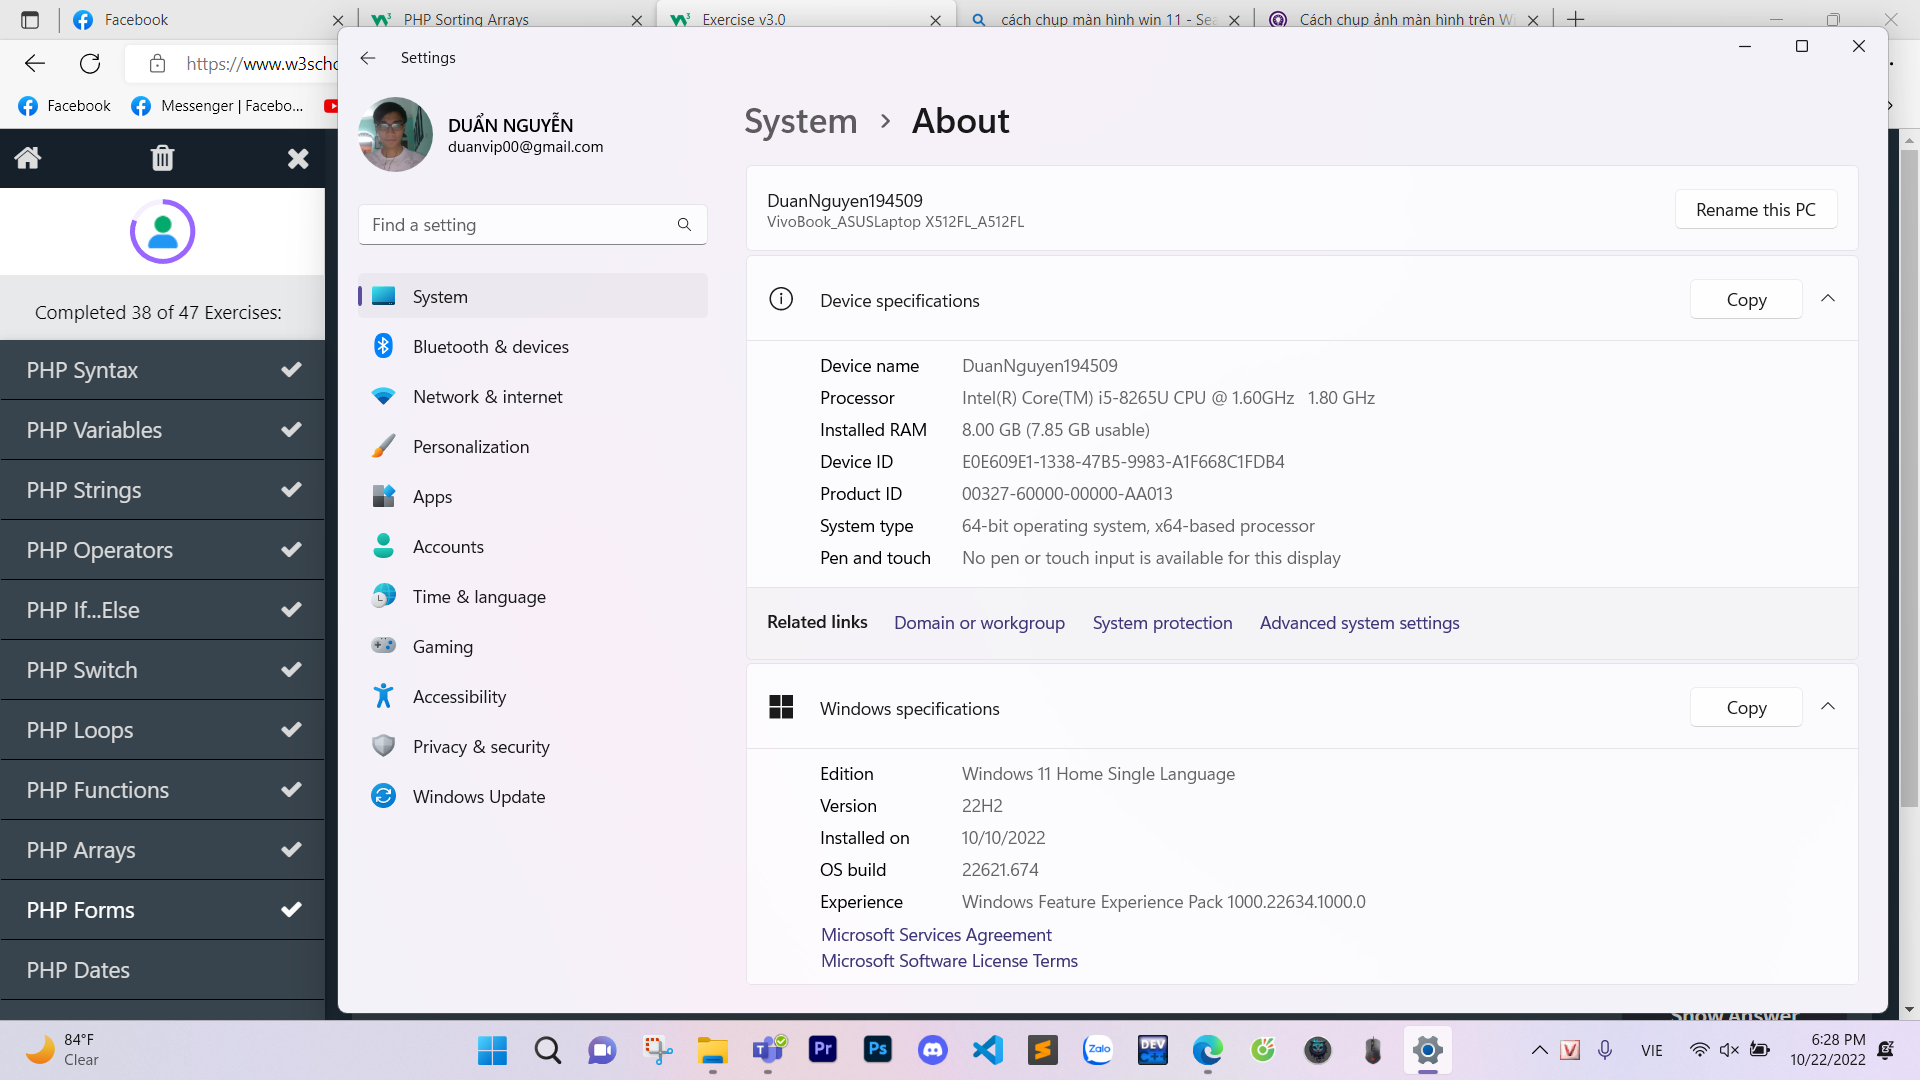 Facebook
PHP Sorting Arrays
Exercise v3.0
cách chụp màn hình win 11 - Sea
Cách chụp ảnh màn hình trên Wi
https://www.w3scho
Facebook
Messenger | Facebo...
Completed 38 of 47 Exercises:
PHP Syntax
PHP Variables
PHP Strings
PHP Operators
PHP If...Else
PHP Switch
PHP Loops
PHP Functions
PHP Arrays
PHP Forms
PHP Dates
Settings
DUẨN NGUYỄN
duanvip00@gmail.com
Find a setting
System
Bluetooth & devices
Network & internet
Personalization
Apps
Accounts
Time & language
Gaming
Accessibility
Privacy & security
Windows Update
System > About
DuanNguyen194509
VivoBook_ASUSLaptop X512FL_A512FL
Rename this PC
Device specifications
Copy
Device name DuanNguyen194509
Processor Intel(R) Core(TM) i5-8265U CPU @ 1.60GHz 1.80 GHz
Installed RAM 8.00 GB (7.85 GB usable)
Device ID E0E609E1-1338-47B5-9983-A1F668C1FDB4
Product ID 00327-60000-00000-AA013
System type 64-bit operating system, x64-based processor
Pen and touch No pen or touch input is available for this display
Related links Domain or workgroup System protection Advanced system settings
Windows specifications
Copy
Edition Windows 11 Home Single Language
Version 22H2
Installed on 10/10/2022
OS build 22621.674
Experience Windows Feature Experience Pack 1000.22634.1000.0
Microsoft Services Agreement
Microsoft Software License Terms
Show Answer
84°F
Clear
Pr
Ps
Zalo
DEV
VIE
6:28 PM
10/22/2022